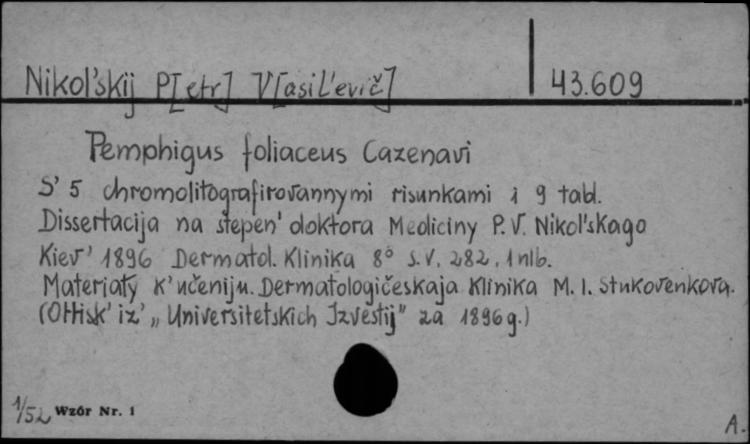 Nikol'skij P[etr] V[asil'evič] 43.609
Pemphigus foliaceus Cazenavi
S' 5 chromolitografirovannymi risunkami i 9 tabl.
Dissertacija na stepen' doktora Mediciny P. V. Nikol'skago
Kiev' 1896 Dermatol. Klinika 8° s. V. 282. 1 nlb.
Materiały k' učeniju. Dermatologičeskaja Klinika M. I. Stukovenkova.
(Ottisk' iz' „Universitetskich Izvestij" za 1896 g.)
1/52 Wzór Nr. 1
A.